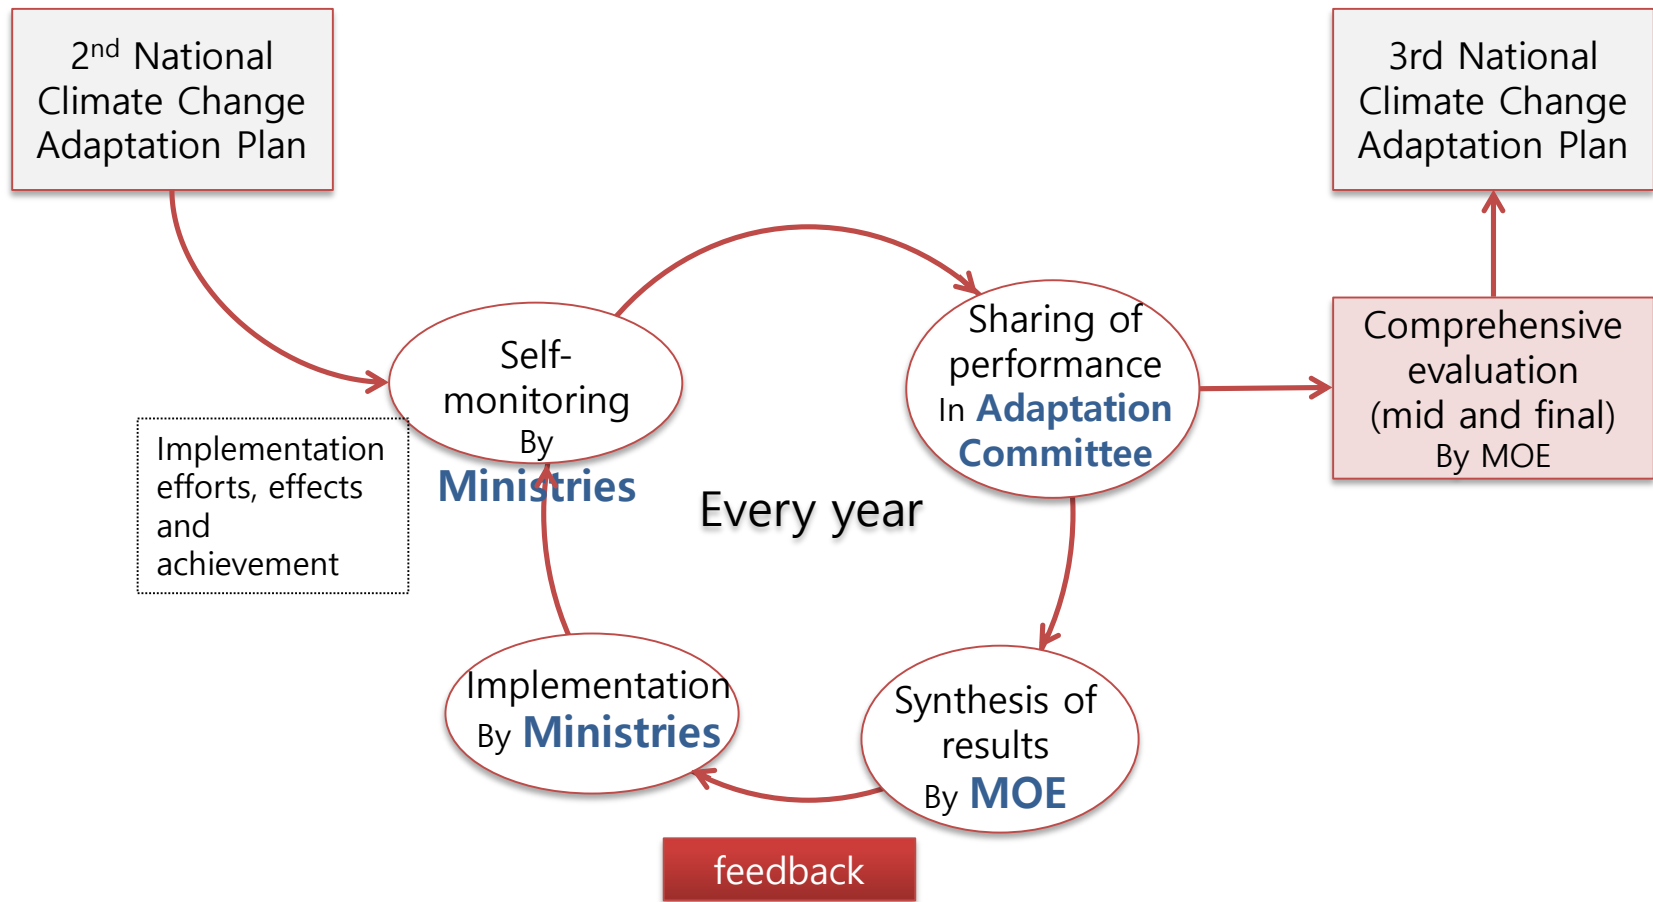 2nd National
Climate Change
Adaptation Plan
3rd National
Climate Change
Adaptation Plan
Self-
monitoring
By
Ministries
Sharing of
performance
In Adaptation
Committee
Comprehensive
evaluation
(mid and final)
By MOE
Implementation
efforts, effects
and
achievement
Every year
Implementation
By Ministries
Synthesis of
results
By MOE
feedback